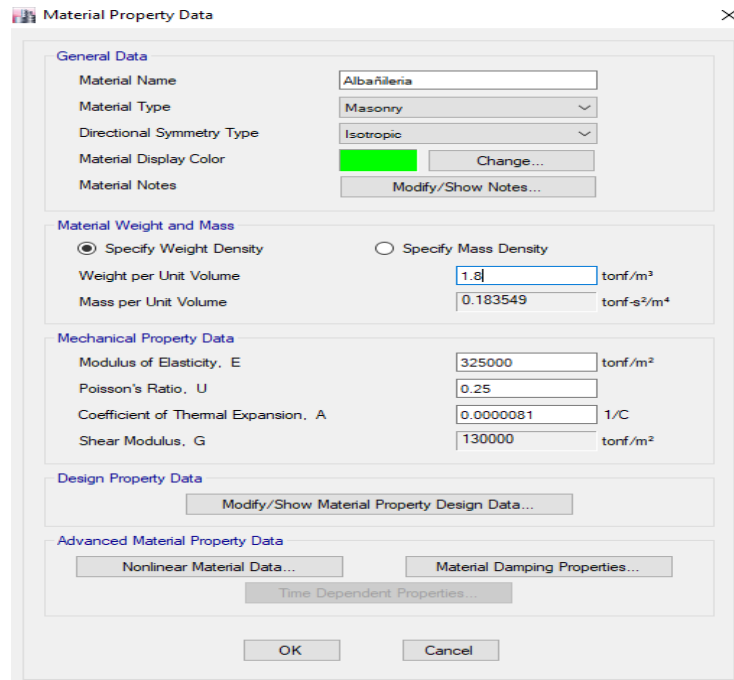 Material Property Data
General Data
Material Name Albañileria
Material Type Masonry
Directional Symmetry Type Isotropic
Material Display Color Change...
Material Notes Modify/Show Notes...
Material Weight and Mass
Specify Weight Density Specify Mass Density
Weight per Unit Volume 1.8 tonf/m³
Mass per Unit Volume 0.183549 tonf-s²/m⁴
Mechanical Property Data
Modulus of Elasticity, E 325000 tonf/m²
Poisson's Ratio, U 0.25
Coefficient of Thermal Expansion, A 0.0000081 1/C
Shear Modulus, G 130000 tonf/m²
Design Property Data
Modify/Show Material Property Design Data...
Advanced Material Property Data
Nonlinear Material Data... Material Damping Properties...
Time Dependent Properties...
OK Cancel